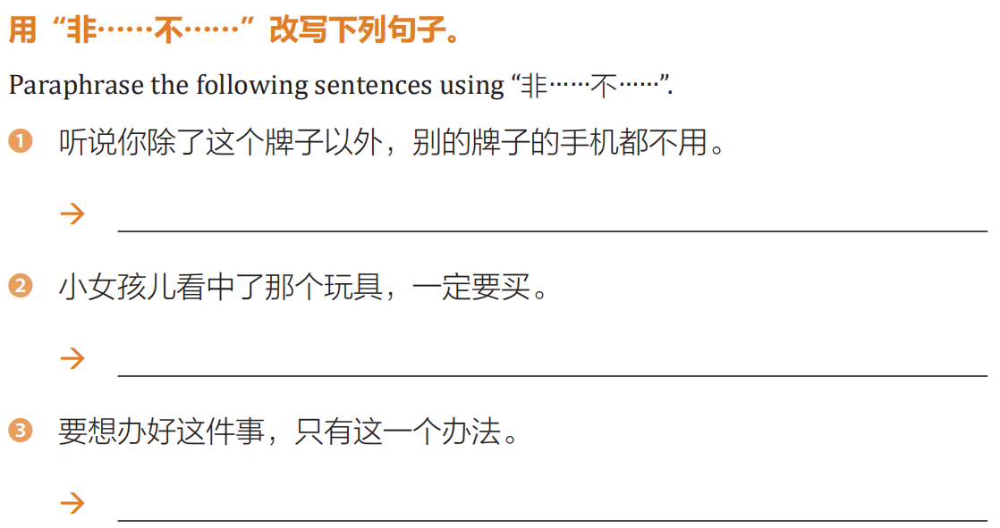 用“非……不……”改写下列句子。
Paraphrase the following sentences using “非……不……”.
1 听说你除了这个牌子以外，别的牌子的手机都不用。
→
2 小女孩儿看中了那个玩具，一定要买。
→
3 要想办好这件事，只有这一个办法。
→